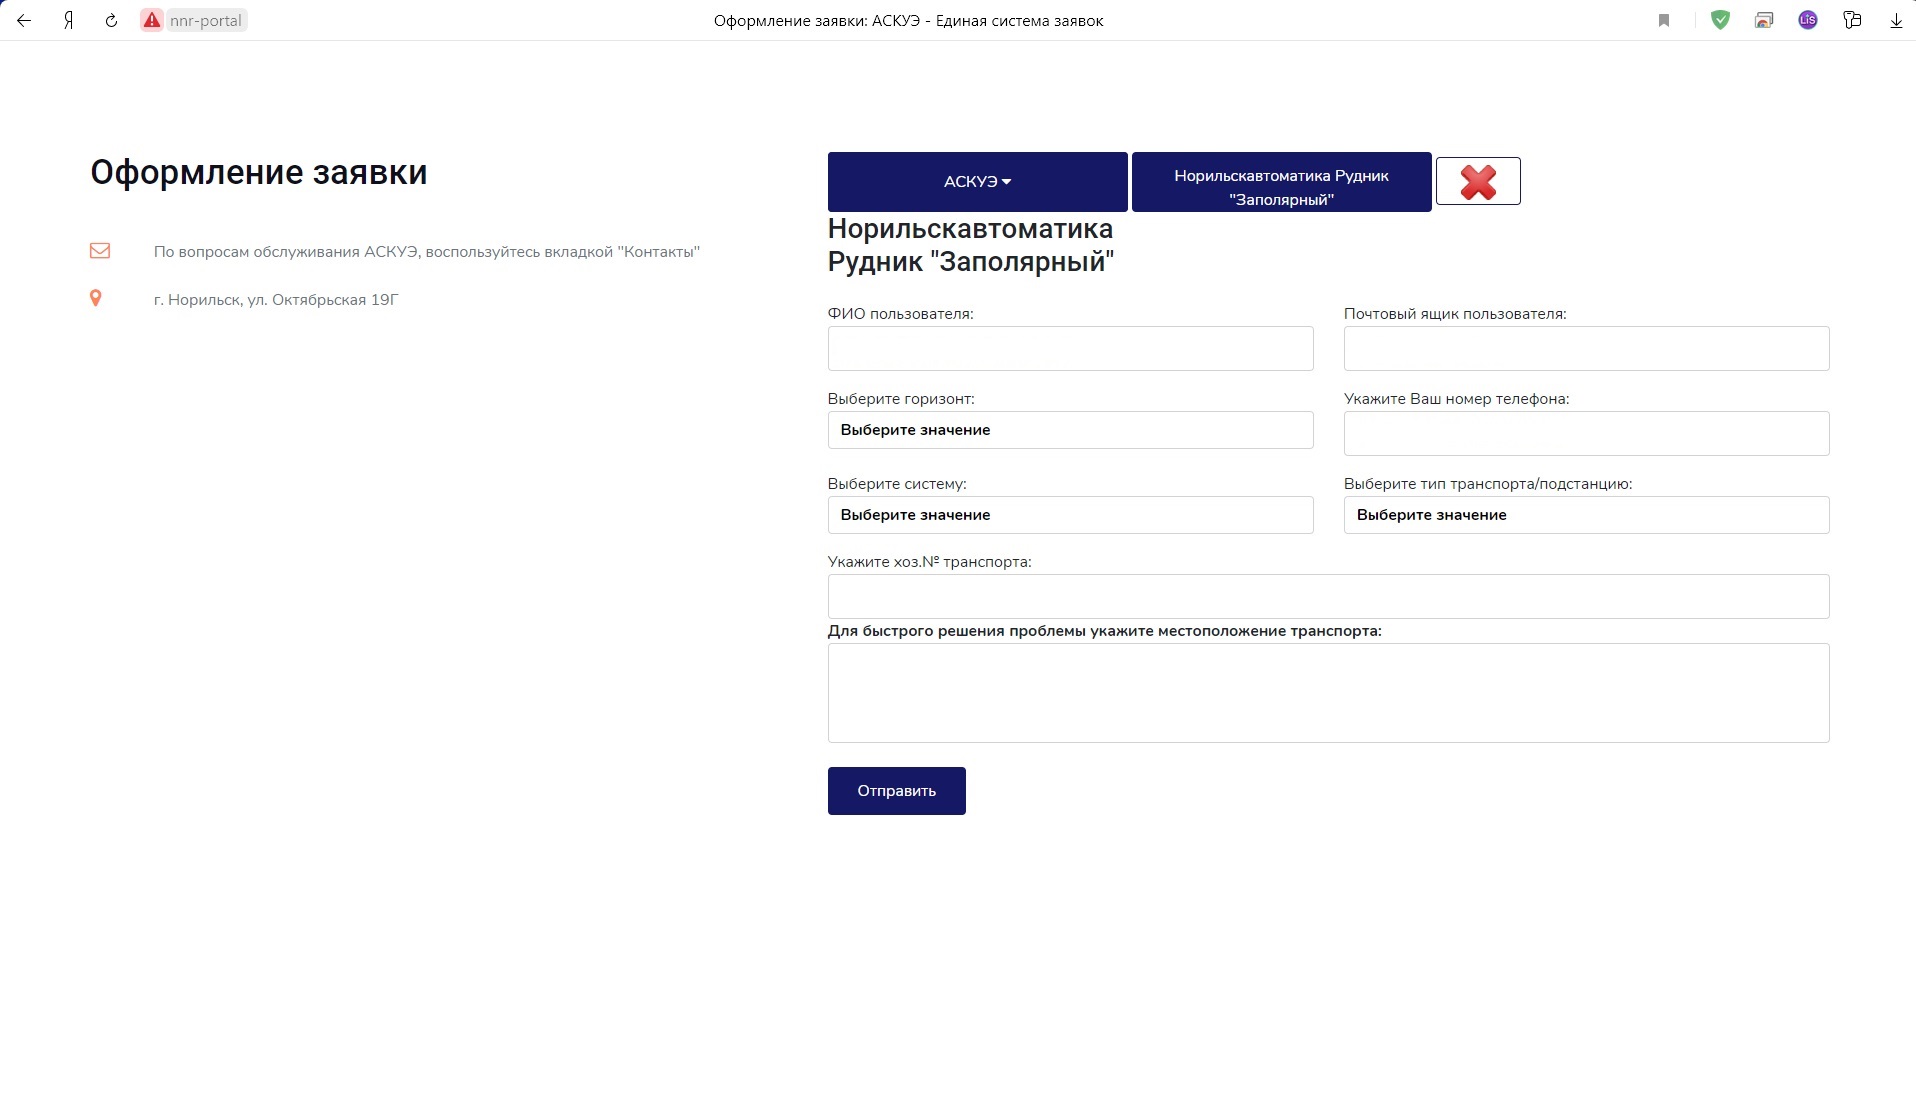 Я
nnr-portal
Оформление заявки: АСКУЭ - Единая система заявок
LiS
Оформление заявки
По вопросам обслуживания АСКУЭ, воспользуйтесь вкладкой "Контакты"
г. Норильск, ул. Октябрьская 19Г
АСКУЭ
Норильскавтоматика Рудник
"Заполярный"
Норильскавтоматика
Рудник "Заполярный"
ФИО пользователя:
Почтовый ящик пользователя:
Выберите горизонт:
Выберите значение
Укажите Ваш номер телефона:
Выберите систему:
Выберите значение
Выберите тип транспорта/подстанцию:
Выберите значение
Укажите хоз.№ транспорта:
Для быстрого решения проблемы укажите местоположение транспорта:
Отправить